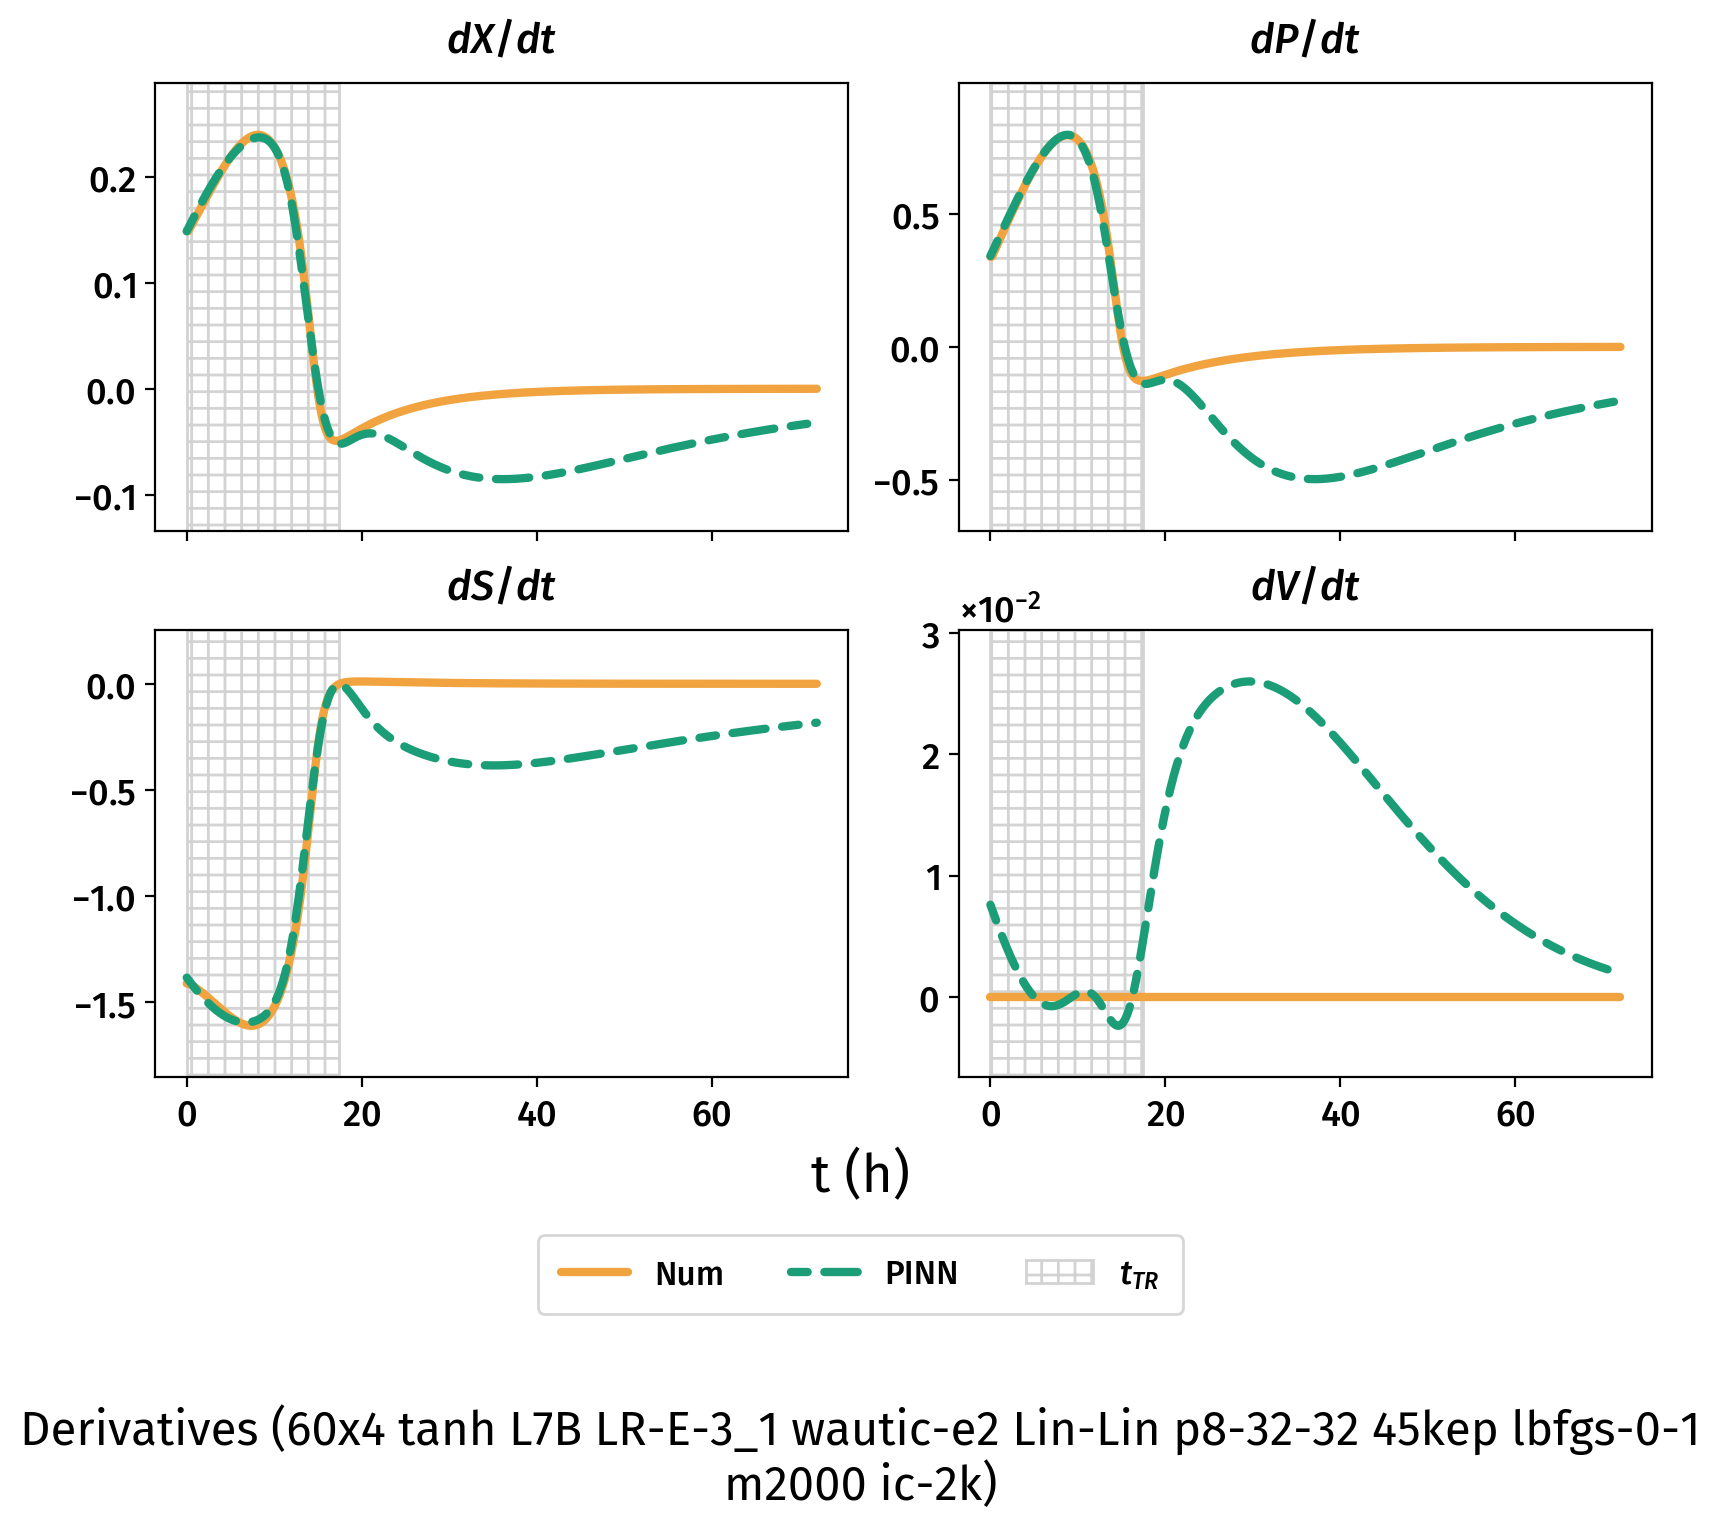 dX/dt
dP/dt
0.2
0.1
0.0
−0.1
0.5
0.0
−0.5
dS/dt
dV/dt
×10⁻²
0.0
−0.5
−1.0
−1.5
3
2
1
0
0 20 40 60
0 20 40 60
t (h)
Num PINN t_TR
Derivatives (60x4 tanh L7B LR-E-3_1 wautic-e2 Lin-Lin p8-32-32 45kep lbfgs-0-1
m2000 ic-2k)